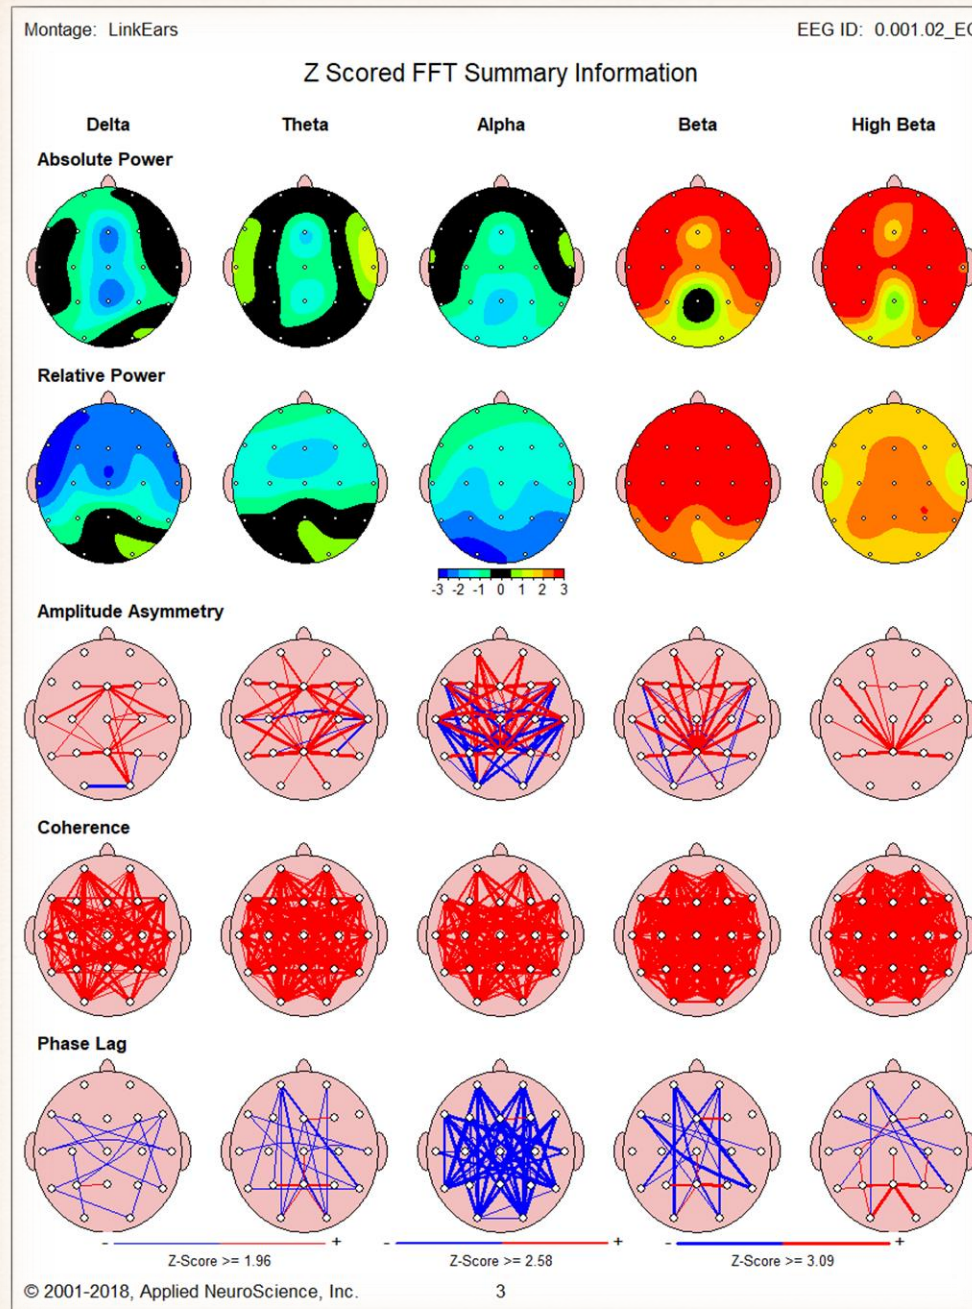 Montage: LinkEars EEG ID: 0.001.02_EC
Z Scored FFT Summary Information
Delta Theta Alpha Beta High Beta
Absolute Power
Relative Power
-3 -2 -1 0 1 2 3
Amplitude Asymmetry
Coherence
Phase Lag
- + - + - +
Z-Score >= 1.96 Z-Score >= 2.58 Z-Score >= 3.09
© 2001-2018, Applied NeuroScience, Inc. 3